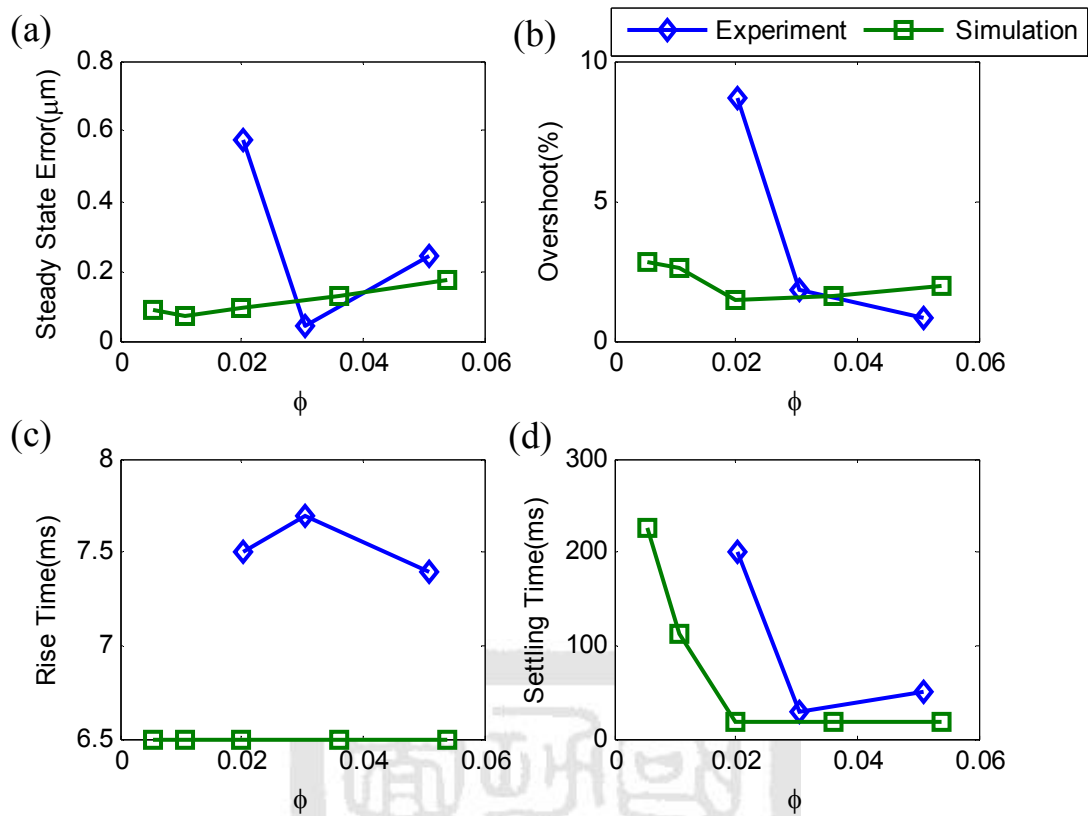 (a)
(b)
Experiment
Simulation
0.8
0.6
0.4
0.2
0
Steady State Error(μm)
0
0.02
0.04
0.06
ϕ
10
5
0
Overshoot(%)
0
0.02
0.04
0.06
ϕ
(c)
(d)
8
7.5
7
6.5
Rise Time(ms)
0
0.02
0.04
0.06
ϕ
300
200
100
0
Settling Time(ms)
0
0.02
0.04
0.06
ϕ